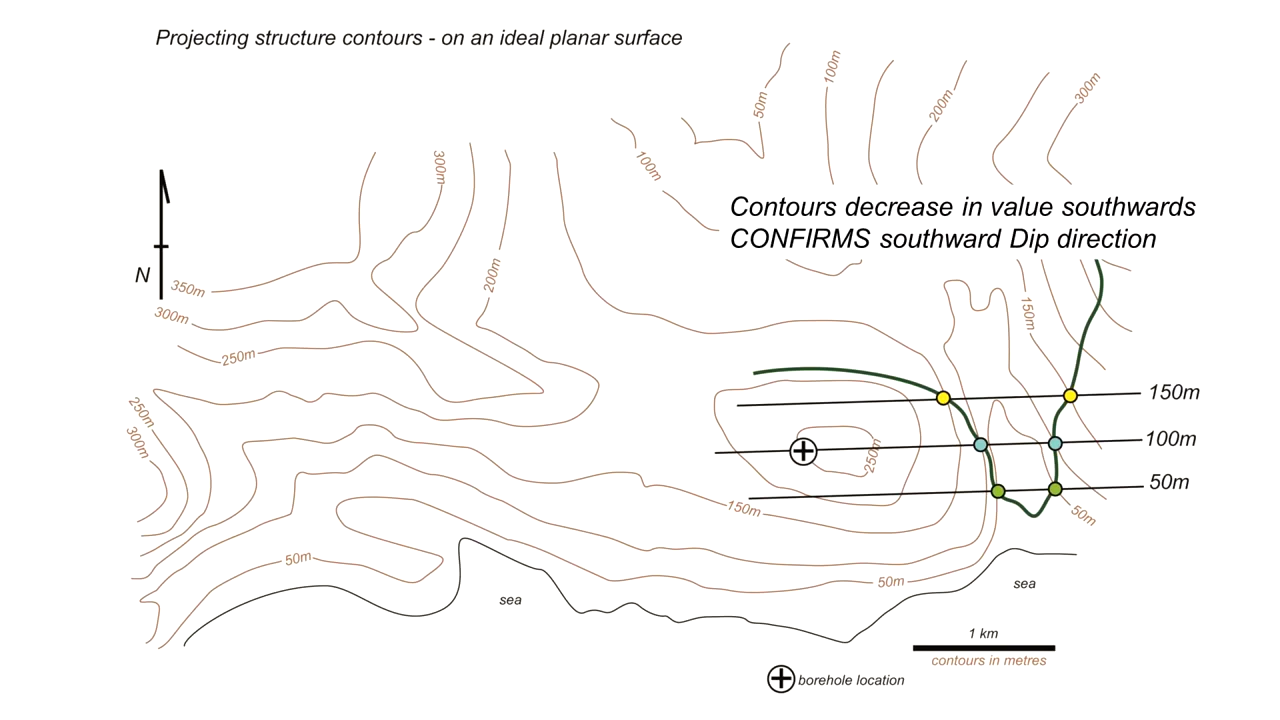 Projecting structure contours - on an ideal planar surface
100m
50m
200m
300m
100m
300m
Contours decrease in value southwards
CONFIRMS southward Dip direction
N
350m
200m
300m
150m
250m
150m
250m
300m
100m
250m
50m
150m
50m
50m
50m
sea
sea
1 km
contours in metres
borehole location